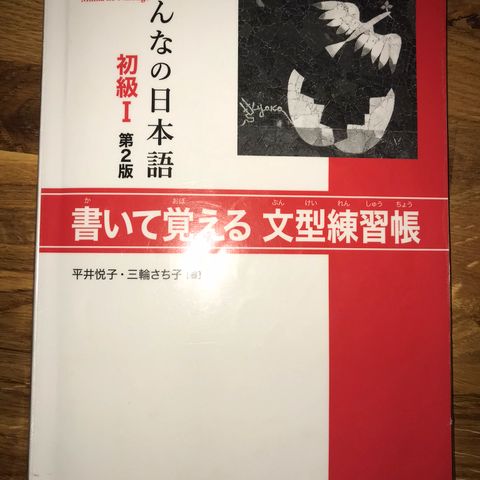 んなの日本語
初級I 第2版
かおぼぶんけいれんしゅうちょう
書いて覚える 文型練習帳
平井悦子・三輪さち子
Kyoko